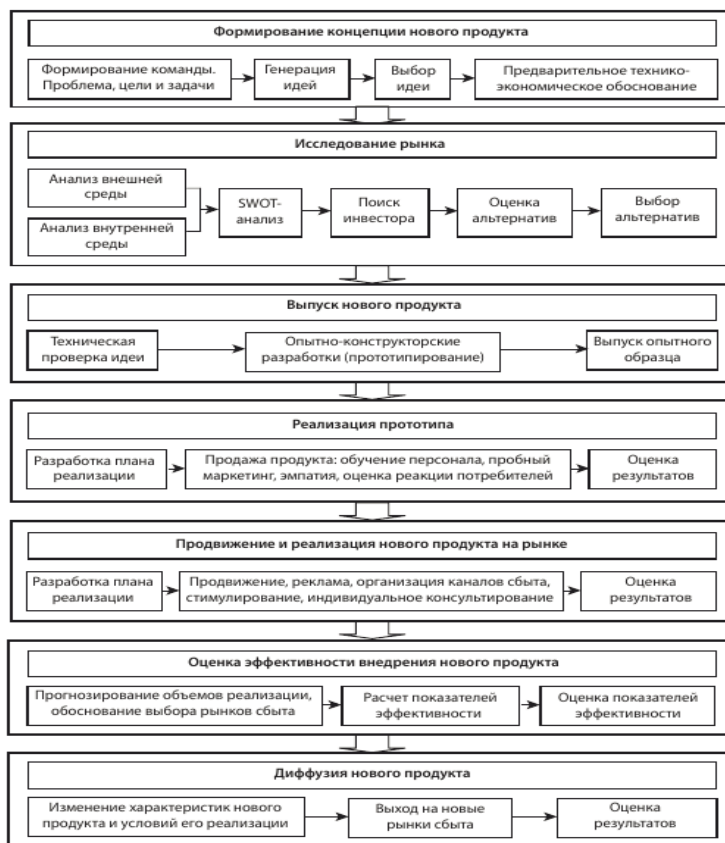 Формирование концепции нового продукта
Формирование команды.
Проблема, цели и задачи
Генерация
идей
Выбор
идеи
Предварительное технико-
экономическое обоснование
Исследование рынка
Анализ внешней
среды
Анализ внутренней
среды
SWOT-
анализ
Поиск
инвестора
Оценка
альтернатив
Выбор
альтернатив
Выпуск нового продукта
Техническая
проверка идеи
Опытно-конструкторские
разработки (прототипирование)
Выпуск опытного
образца
Реализация прототипа
Разработка плана
реализации
Продажа продукта: обучение персонала, пробный
маркетинг, эмпатия, оценка реакции потребителей
Оценка
результатов
Продвижение и реализация нового продукта на рынке
Разработка плана
реализации
Продвижение, реклама, организация каналов сбыта,
стимулирование, индивидуальное консультирование
Оценка
результатов
Оценка эффективности внедрения нового продукта
Прогнозирование объемов реализации,
обоснование выбора рынков сбыта
Расчет показателей
эффективности
Оценка показателей
эффективности
Диффузия нового продукта
Изменение характеристик нового
продукта и условий его реализации
Выход на новые
рынки сбыта
Оценка
результатов